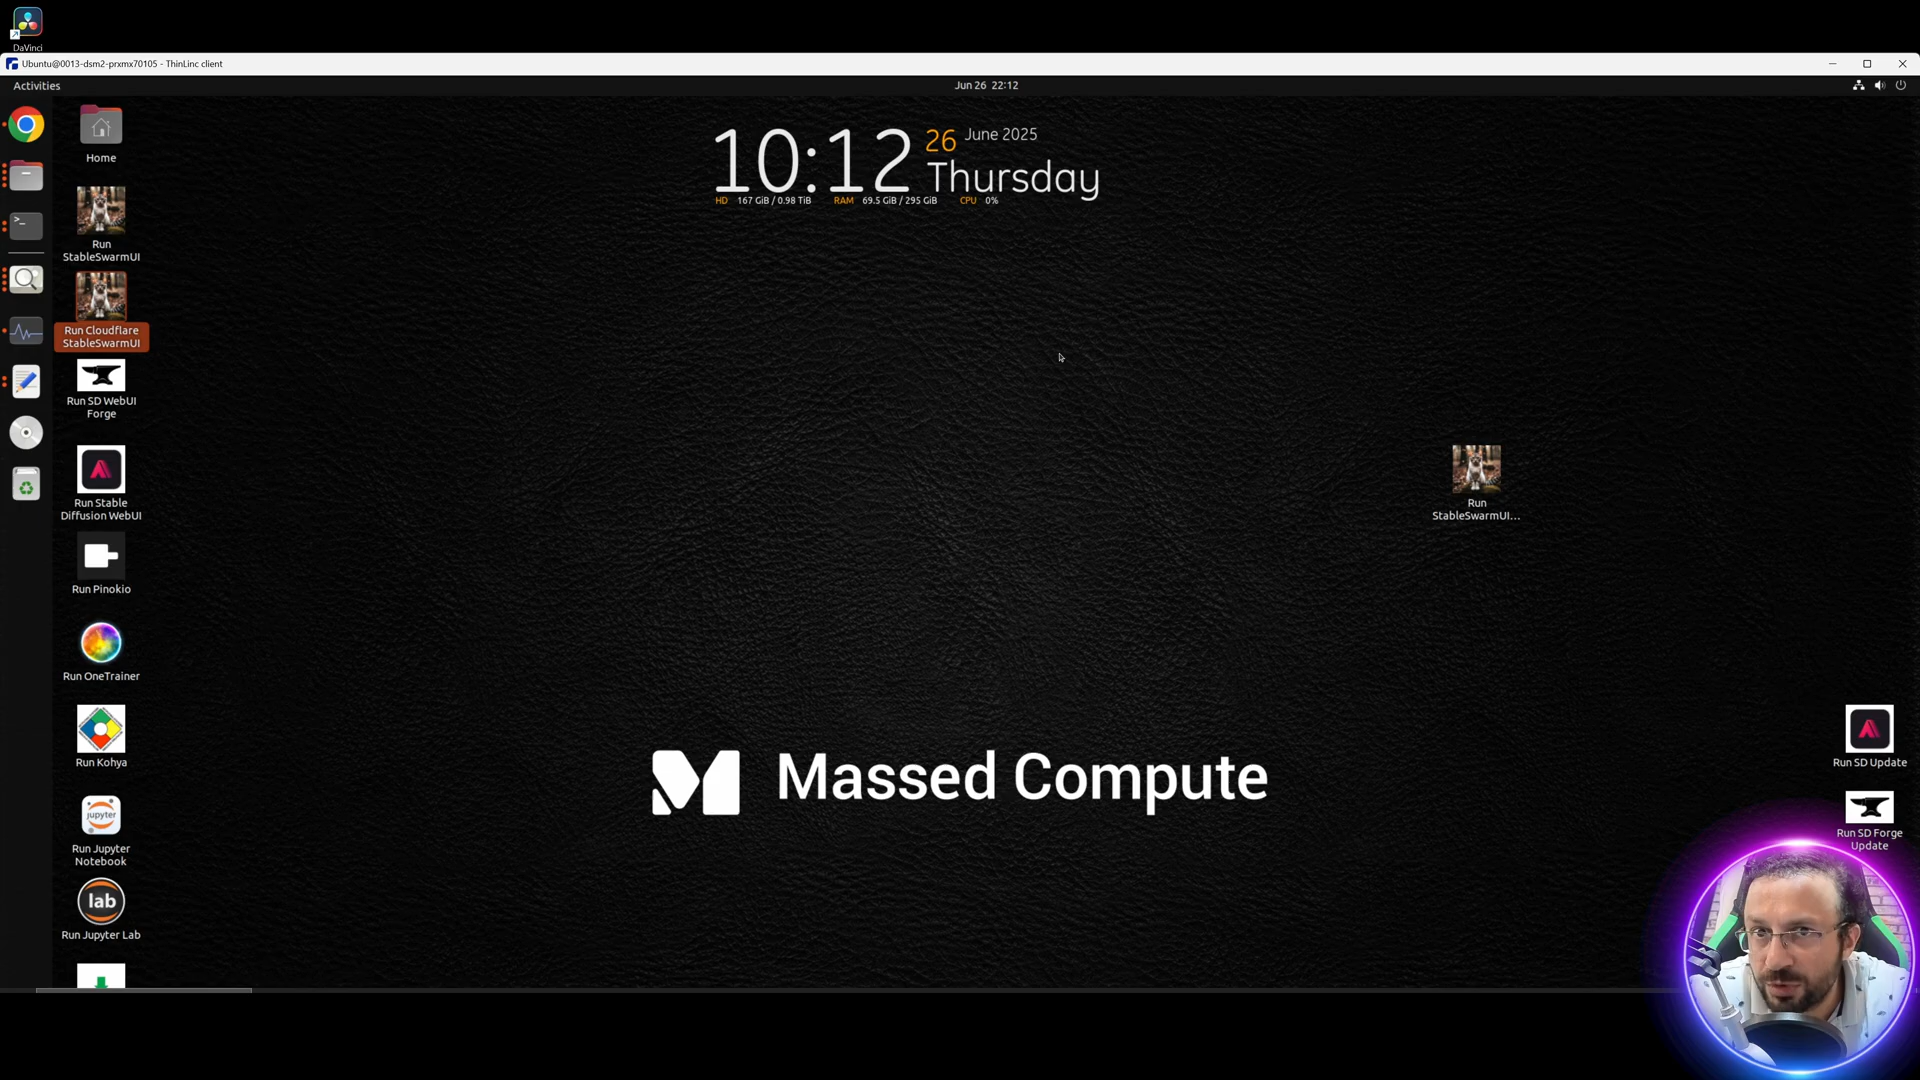 DaVinci
Ubuntu@0013-dsm2-prxmx70105 - ThinLinc client
Activities
Jun 26 22:12
Home
10:12 26 June 2025
Thursday
HD 167 GiB / 0.98 TiB RAM 69.5 GiB / 295 GiB CPU 0%
Run
StableSwarmUI
Run Cloudflare
StableSwarmUI
Run SD WebUI
Forge
Run Stable
Diffusion WebUI
Run
StableSwarmUI...
Run Pinokio
Run OneTrainer
Run Kohya
Run SD Update
Massed Compute
jupyter
Run Jupyter
Notebook
Run SD Forge
Update
lab
Run Jupyter Lab